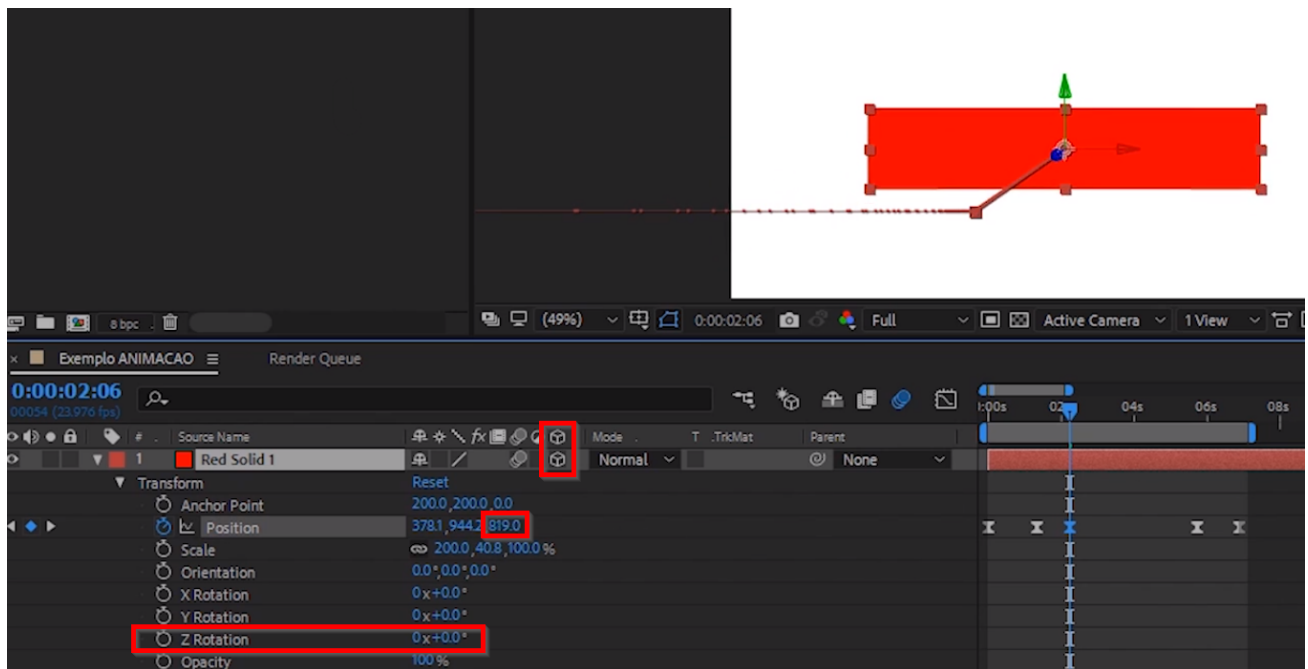 8 bpc
(49%) 0:00:02:06 Full Active Camera 1 View
Exemplo ANIMACAO Render Queue
0:00:02:06
00054 (23.976 fps)
):00s 02 04s 06s 08s
# . Source Name fx Mode . T .TrkMat Parent
1 Red Solid 1 Normal None
Transform Reset
Anchor Point 200.0,200.0,0.0
Position 378.1,944.2,819.0
Scale 200.0,40.8,100.0%
Orientation 0.0°,0.0°,0.0°
X Rotation 0x+0.0°
Y Rotation 0x+0.0°
Z Rotation 0x+0.0°
Opacity 100%